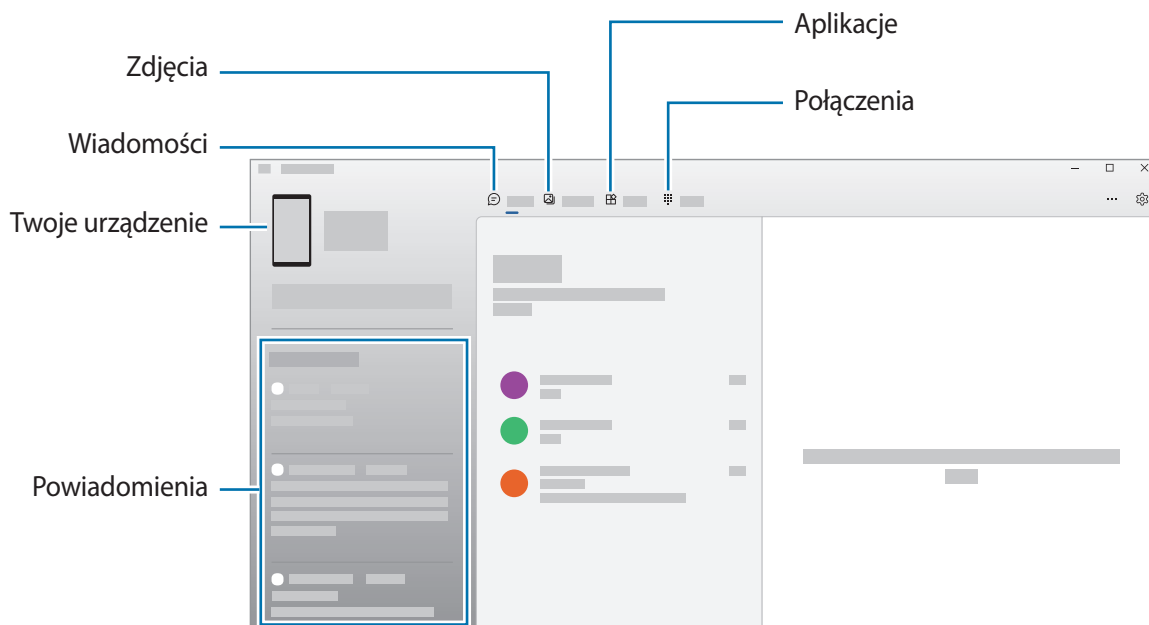 Aplikacje
Zdjęcia
Połączenia
Wiadomości
Twoje urządzenie
Powiadomienia